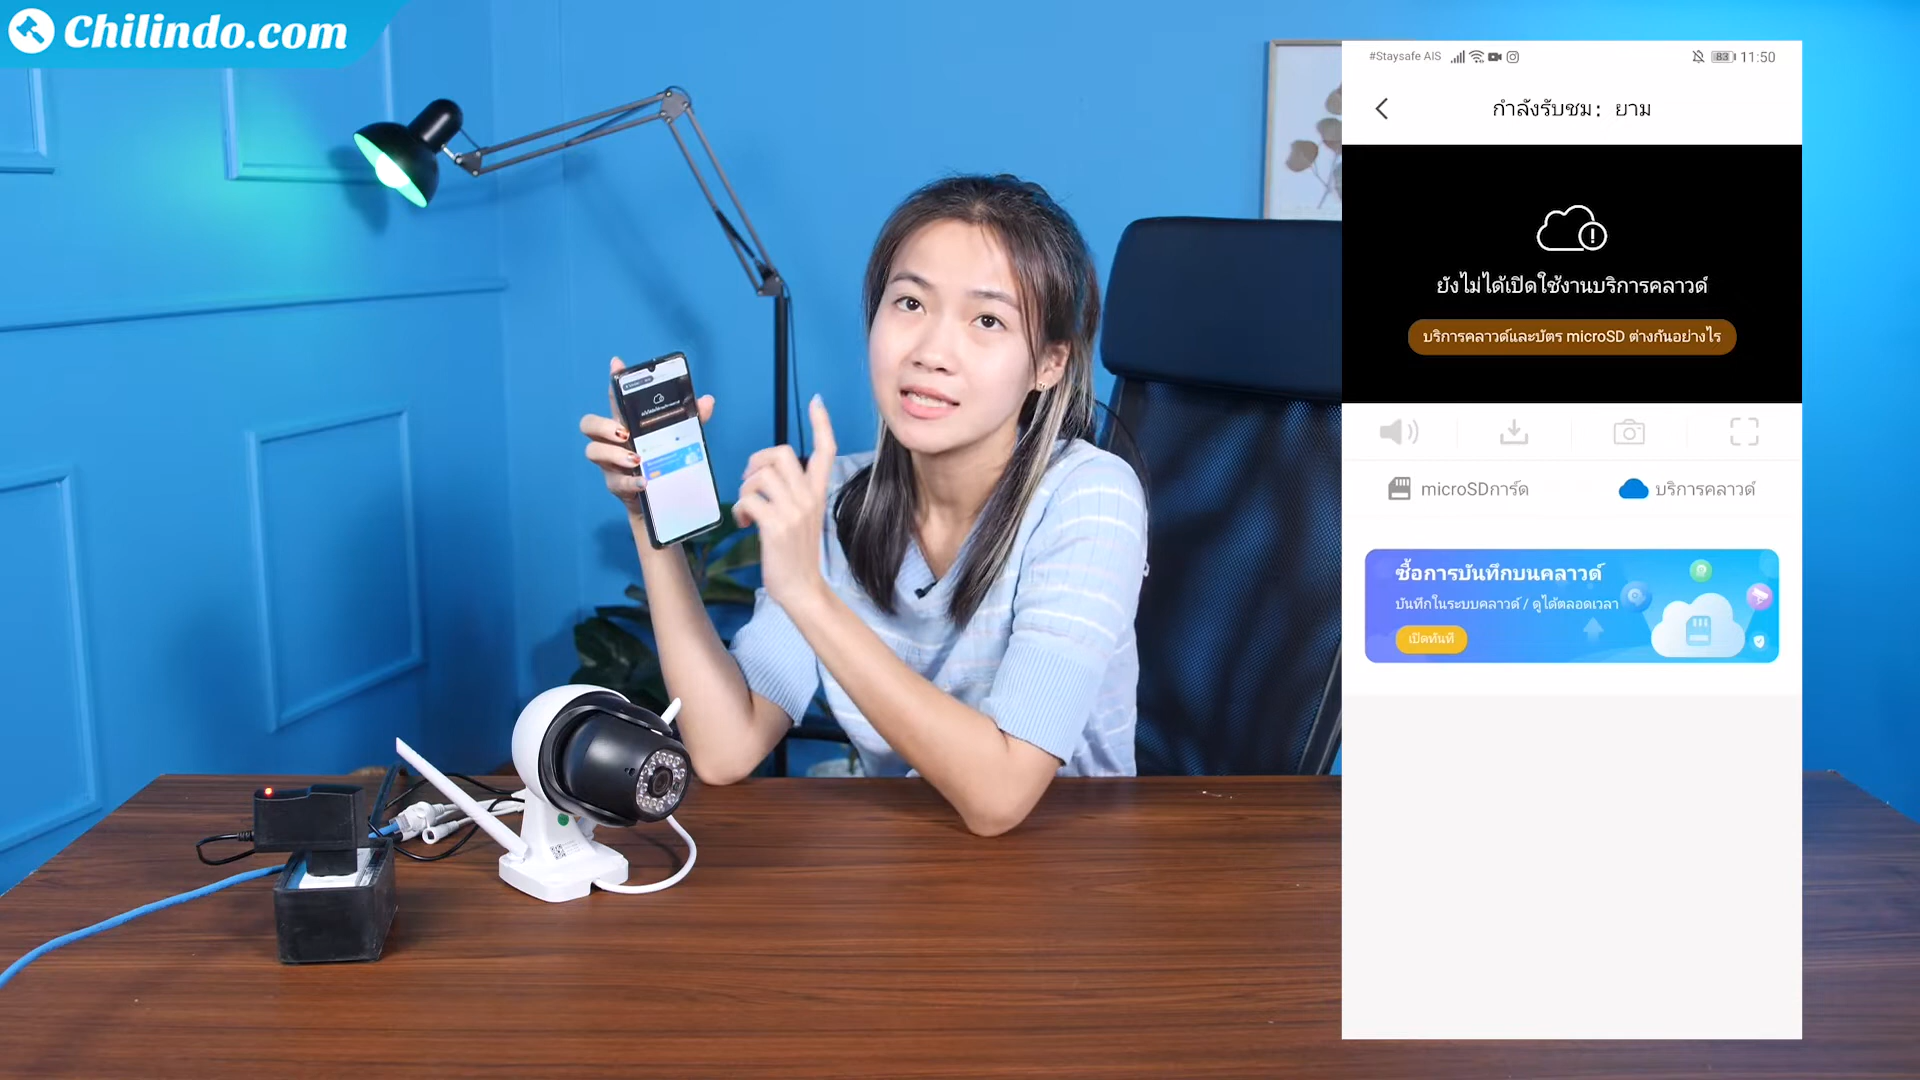 Chilindo.com
#Staysafe AIS
83
11:50
กำลังรับชม: ยาม
ยังไม่ได้เปิดใช้งานบริการคลาวด์
บริการคลาวด์และบัตร microSD ต่างกันอย่างไร
microSDการ์ด
บริการคลาวด์
ซื้อการบันทึกบนคลาวด์
บันทึกในระบบคลาวด์ / ดูได้ตลอดเวลา
เปิดทันที